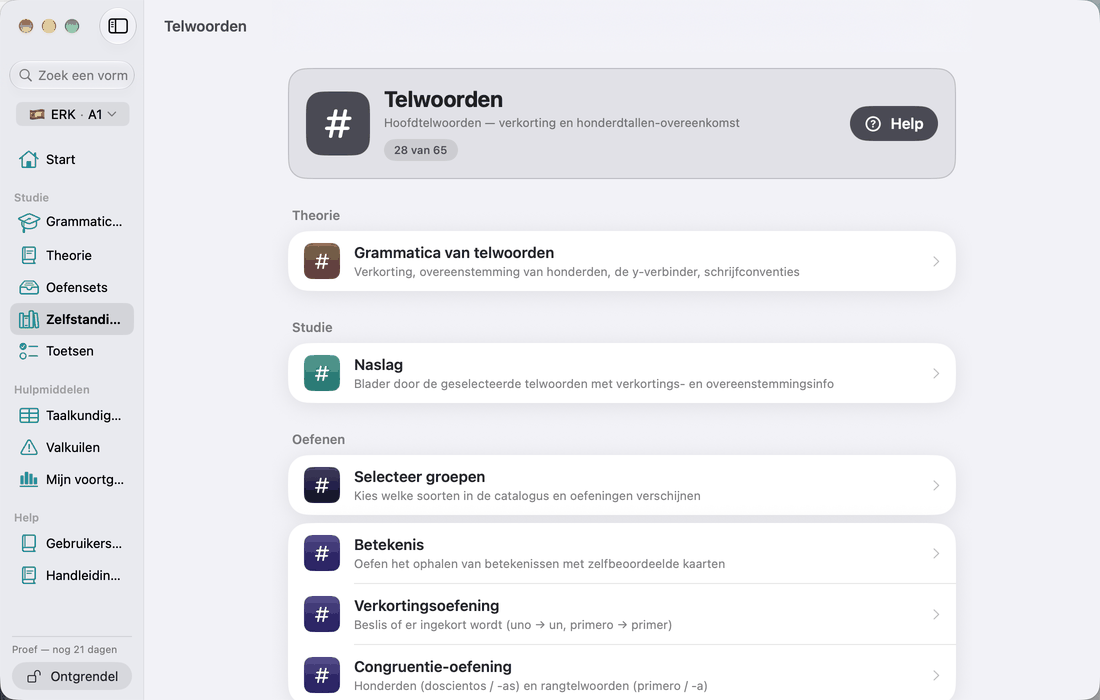 Telwoorden
Zoek een vorm
ERK · A1
Start
Studie
Grammatic...
Theorie
Oefensets
Zelfstandi...
Toetsen
Hulpmiddelen
Taalkundig...
Valkuilen
Mijn voortg...
Help
Gebruikers...
Handleidin...
Proef — nog 21 dagen
Ontgrendel
#
Telwoorden
Hoofdtelwoorden — verkorting en honderdtallen-overeenkomst
28 van 65
Help
Theorie
#
Grammatica van telwoorden
Verkorting, overeenstemming van honderden, de y-verbinder, schrijfconventies
Studie
#
Naslag
Blader door de geselecteerde telwoorden met verkortings- en overeenstemmingsinfo
Oefenen
#
Selecteer groepen
Kies welke soorten in de catalogus en oefeningen verschijnen
#
Betekenis
Oefen het ophalen van betekenissen met zelfbeoordeelde kaarten
#
Verkortingsoefening
Beslis of er ingekort wordt (uno → un, primero → primer)
#
Congruentie-oefening
Honderden (doscientos / -as) en rangtelwoorden (primero / -a)